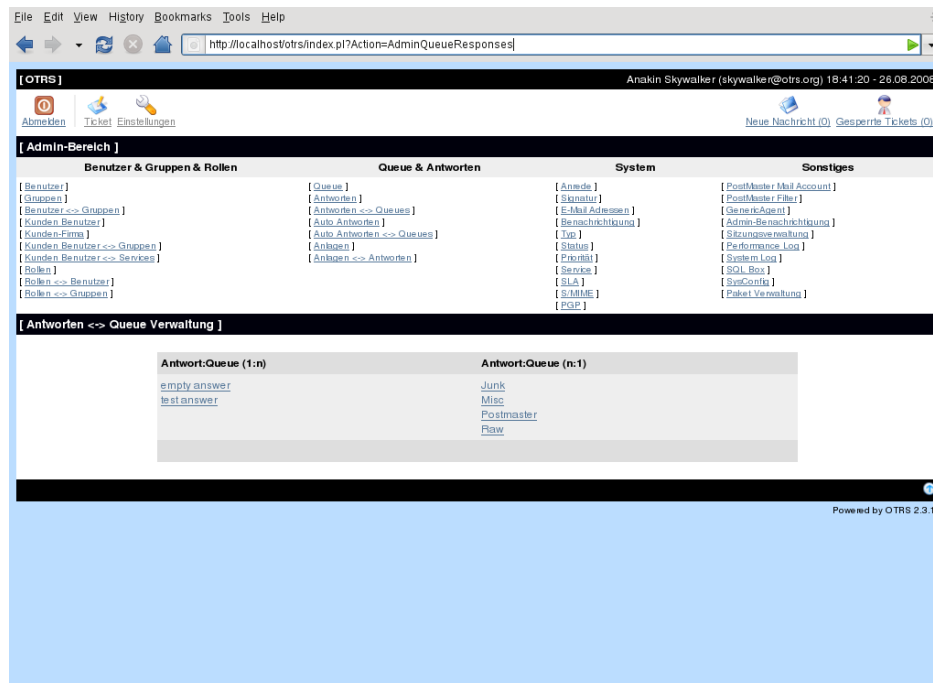 File Edit View History Bookmarks Tools Help
http://localhost/otrs/index.pl?Action=AdminQueueResponses
[ OTRS ] Anakin Skywalker (skywalker@otrs.org) 18:41:20 - 26.08.2008
Abmelden Ticket Einstellungen Neue Nachricht (0) Gesperrte Tickets (0)
[ Admin-Bereich ]
Benutzer & Gruppen & Rollen Queue & Antworten System Sonstiges
[ Benutzer ] [ Queue ] [ Anrede ] [ PostMaster Mail Account ]
[ Gruppen ] [ Antworten ] [ Signatur ] [ PostMaster Filter ]
[ Benutzer <-> Gruppen ] [ Antworten <-> Queues ] [ E-Mail Adressen ] [ GenericAgent ]
[ Kunden Benutzer ] [ Auto Antworten ] [ Benachrichtigung ] [ Admin-Benachrichtigung ]
[ Kunden-Firma ] [ Auto Antworten <-> Queues ] [ Typ ] [ Sitzungsverwaltung ]
[ Kunden Benutzer <-> Gruppen ] [ Anlagen ] [ Status ] [ Performance Log ]
[ Kunden Benutzer <-> Services ] [ Anlagen <-> Antworten ] [ Priorität ] [ System Log ]
[ Rollen ] [ Service ] [ SQL Box ]
[ Rollen <-> Benutzer ] [ SLA ] [ SysConfig ]
[ Rollen <-> Gruppen ] [ S/MIME ] [ Paket Verwaltung ]
[ PGP ]
[ Antworten <-> Queue Verwaltung ]
Antwort:Queue (1:n) Antwort:Queue (n:1)
empty answer Junk
test answer Misc
Postmaster
Raw
Powered by OTRS 2.3.1